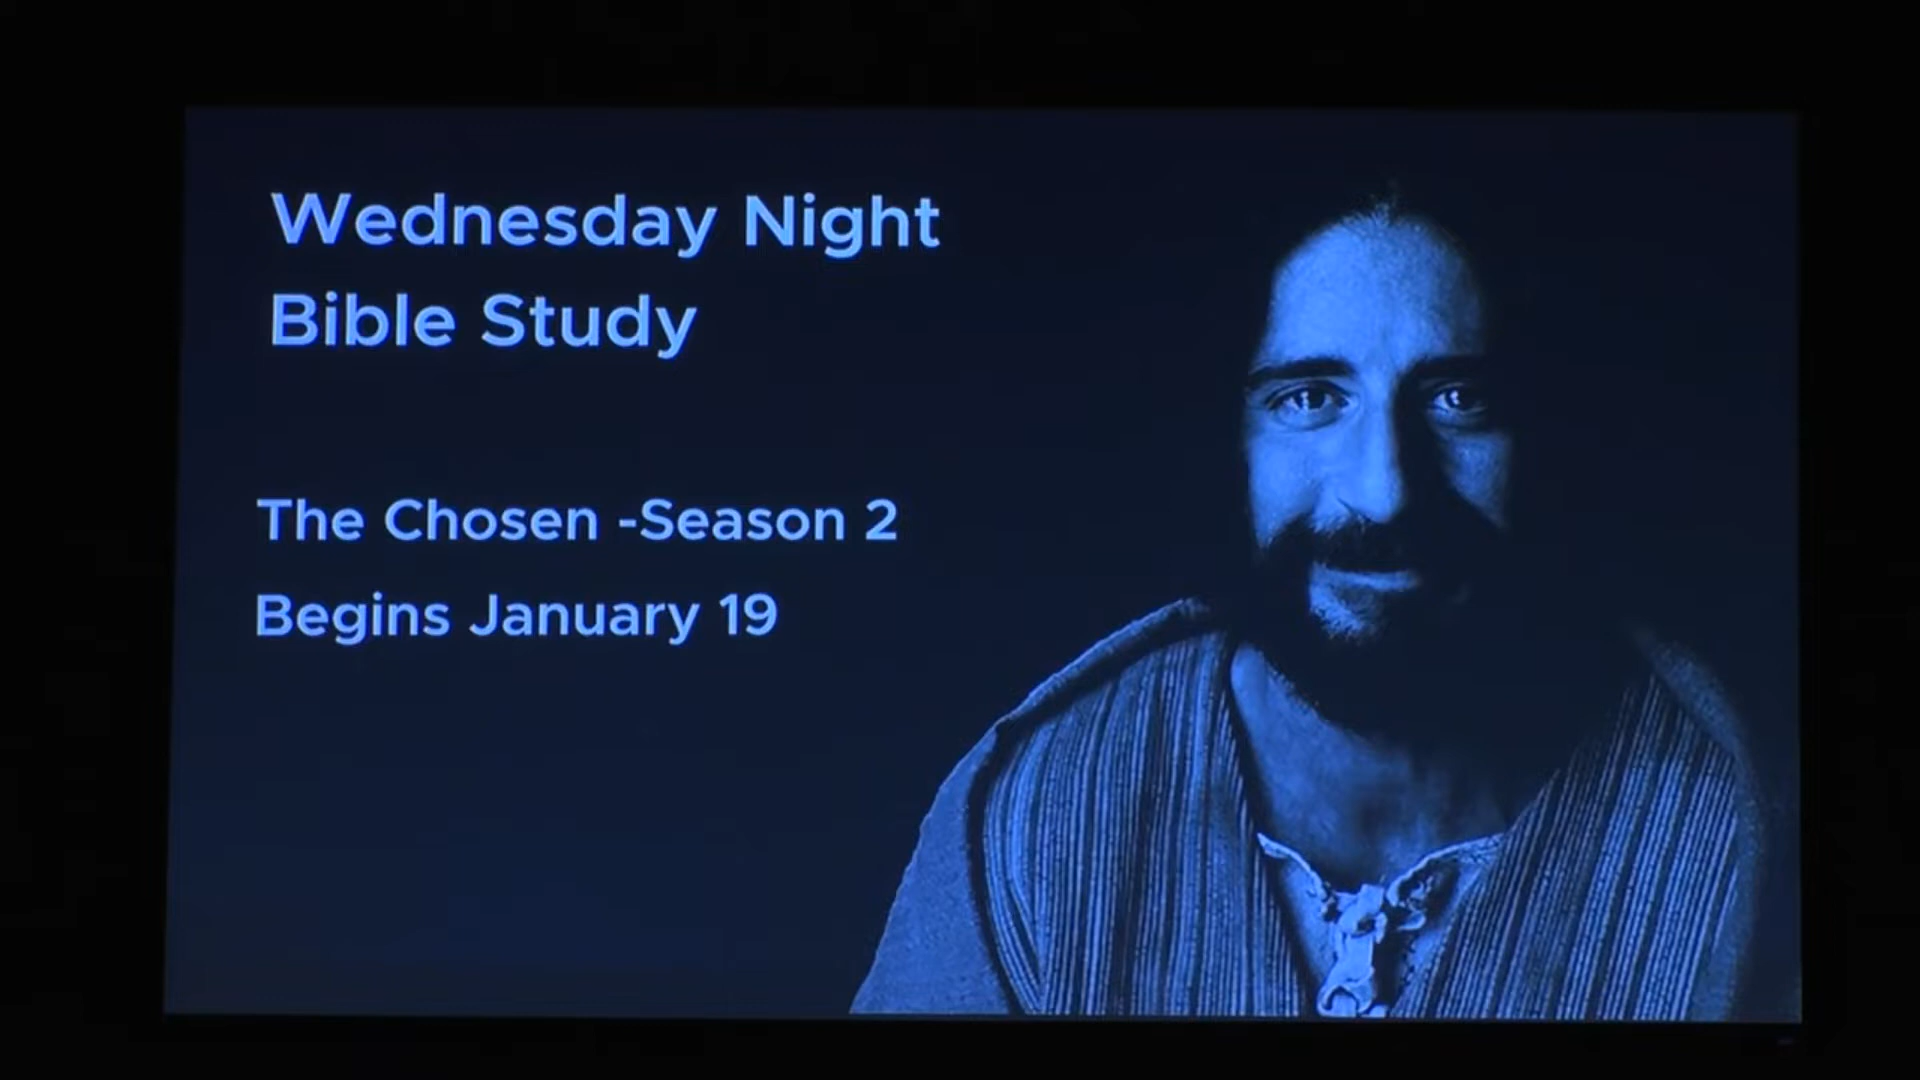 Wednesday Night
Bible Study
The Chosen -Season 2
Begins January 19